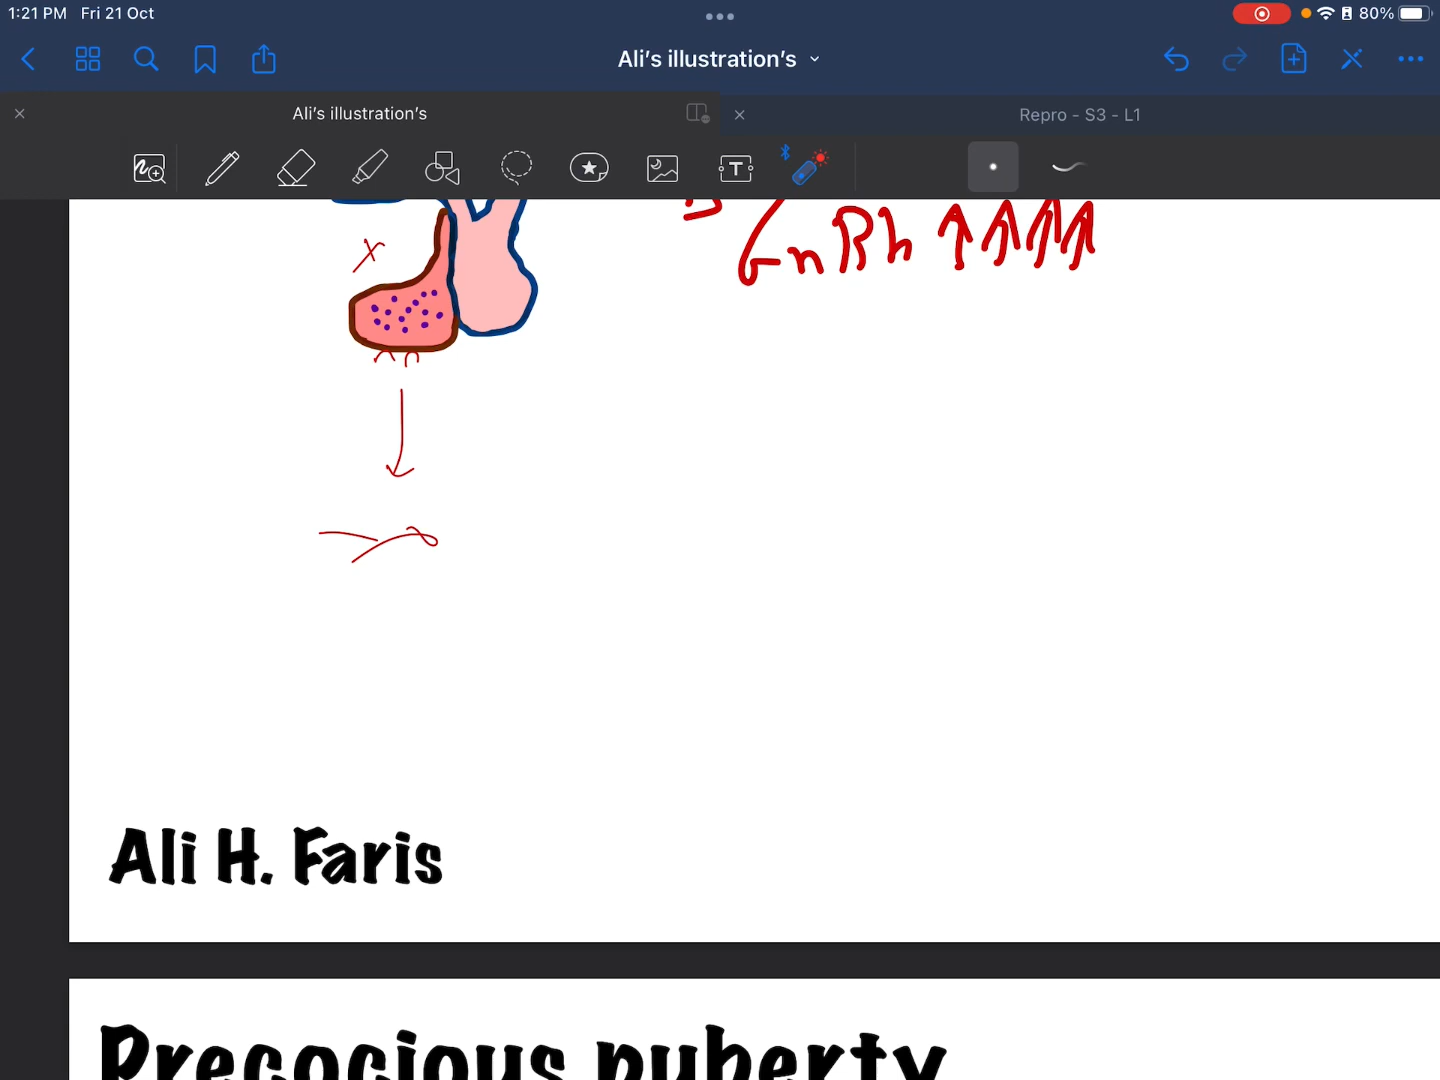 1:21 PM Fri 21 Oct
80%
Ali's illustration's
Ali's illustration's
Repro - S3 - L1
T
x
GnRh ↑↑↑↑
Ali H. Faris
Precocious puberty